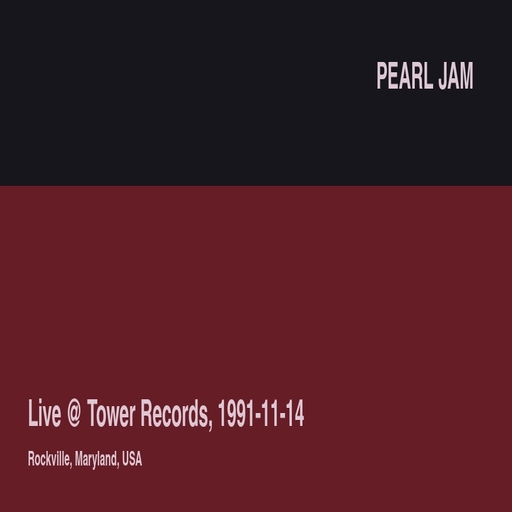 PEARL JAM
Live @ Tower Records, 1991-11-14
Rockville, Maryland, USA